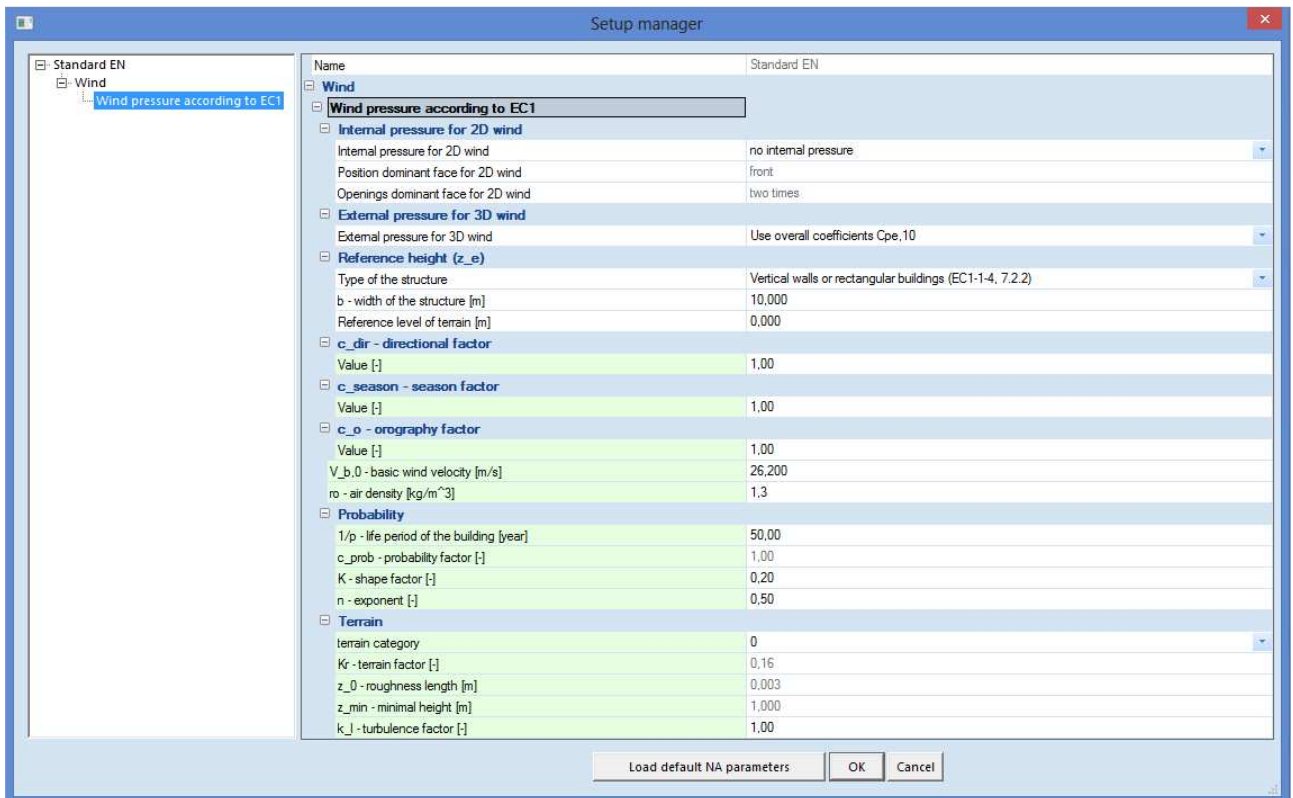 Setup manager
Standard EN
Wind
Wind pressure according to EC1
Name Standard EN
Wind
Wind pressure according to EC1
Internal pressure for 2D wind
Internal pressure for 2D wind no internal pressure
Position dominant face for 2D wind front
Openings dominant face for 2D wind two times
External pressure for 3D wind
External pressure for 3D wind Use overall coefficients Cpe,10
Reference height (z_e)
Type of the structure Vertical walls or rectangular buildings (EC1-1-4, 7.2.2)
b - width of the structure [m] 10,000
Reference level of terrain [m] 0,000
c_dir - directional factor
Value [-] 1,00
c_season - season factor
Value [-] 1,00
c_o - orography factor
Value [-] 1,00
V_b,0 - basic wind velocity [m/s] 26,200
ro - air density [kg/m^3] 1,3
Probability
1/p - life period of the building [year] 50,00
c_prob - probability factor [-] 1,00
K - shape factor [-] 0,20
n - exponent [-] 0,50
Terrain
terrain category 0
Kr - terrain factor [-] 0,16
z_0 - roughness length [m] 0,003
z_min - minimal height [m] 1,000
k_I - turbulence factor [-] 1,00
Load default NA parameters OK Cancel